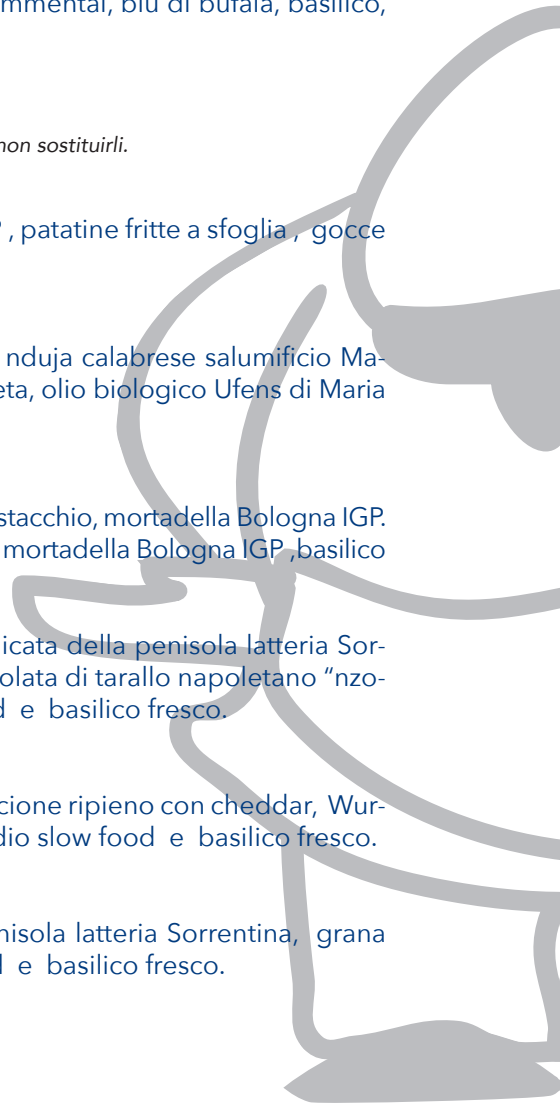 mmental, blu di bufala, basilico,
non sostituirli.
, patatine fritte a sfoglia , gocce
nduja calabrese salumificio Ma-
eta, olio biologico Ufens di Maria
stacchio, mortadella Bologna IGP.
mortadella Bologna IGP ,basilico
icata della penisola latteria Sor-
olata di tarallo napoletano “nzo-
d e basilico fresco.
cione ripieno con cheddar, Wur-
dio slow food e basilico fresco.
nisola latteria Sorrentina, grana
d e basilico fresco.